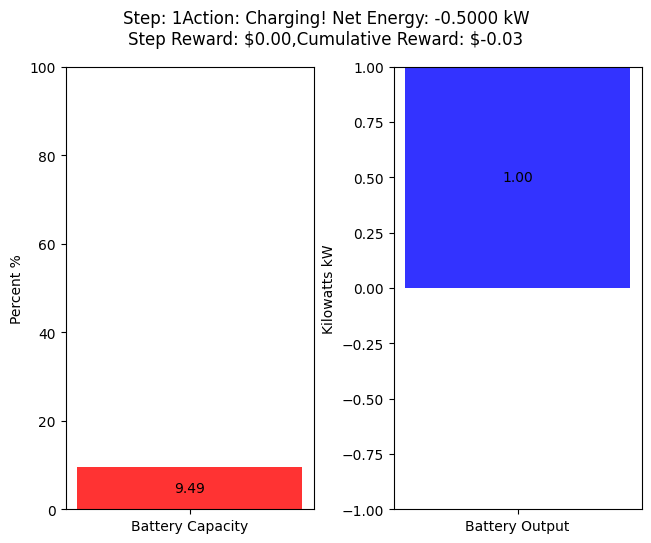 Step: 1Action: Charging! Net Energy: -0.5000 kW
Step Reward: $0.00,Cumulative Reward: $-0.03
Percent %
100
80
60
40
20
0
9.49
Battery Capacity
Kilowatts kW
1.00
0.75
0.50
0.25
0.00
−0.25
−0.50
−0.75
−1.00
1.00
Battery Output